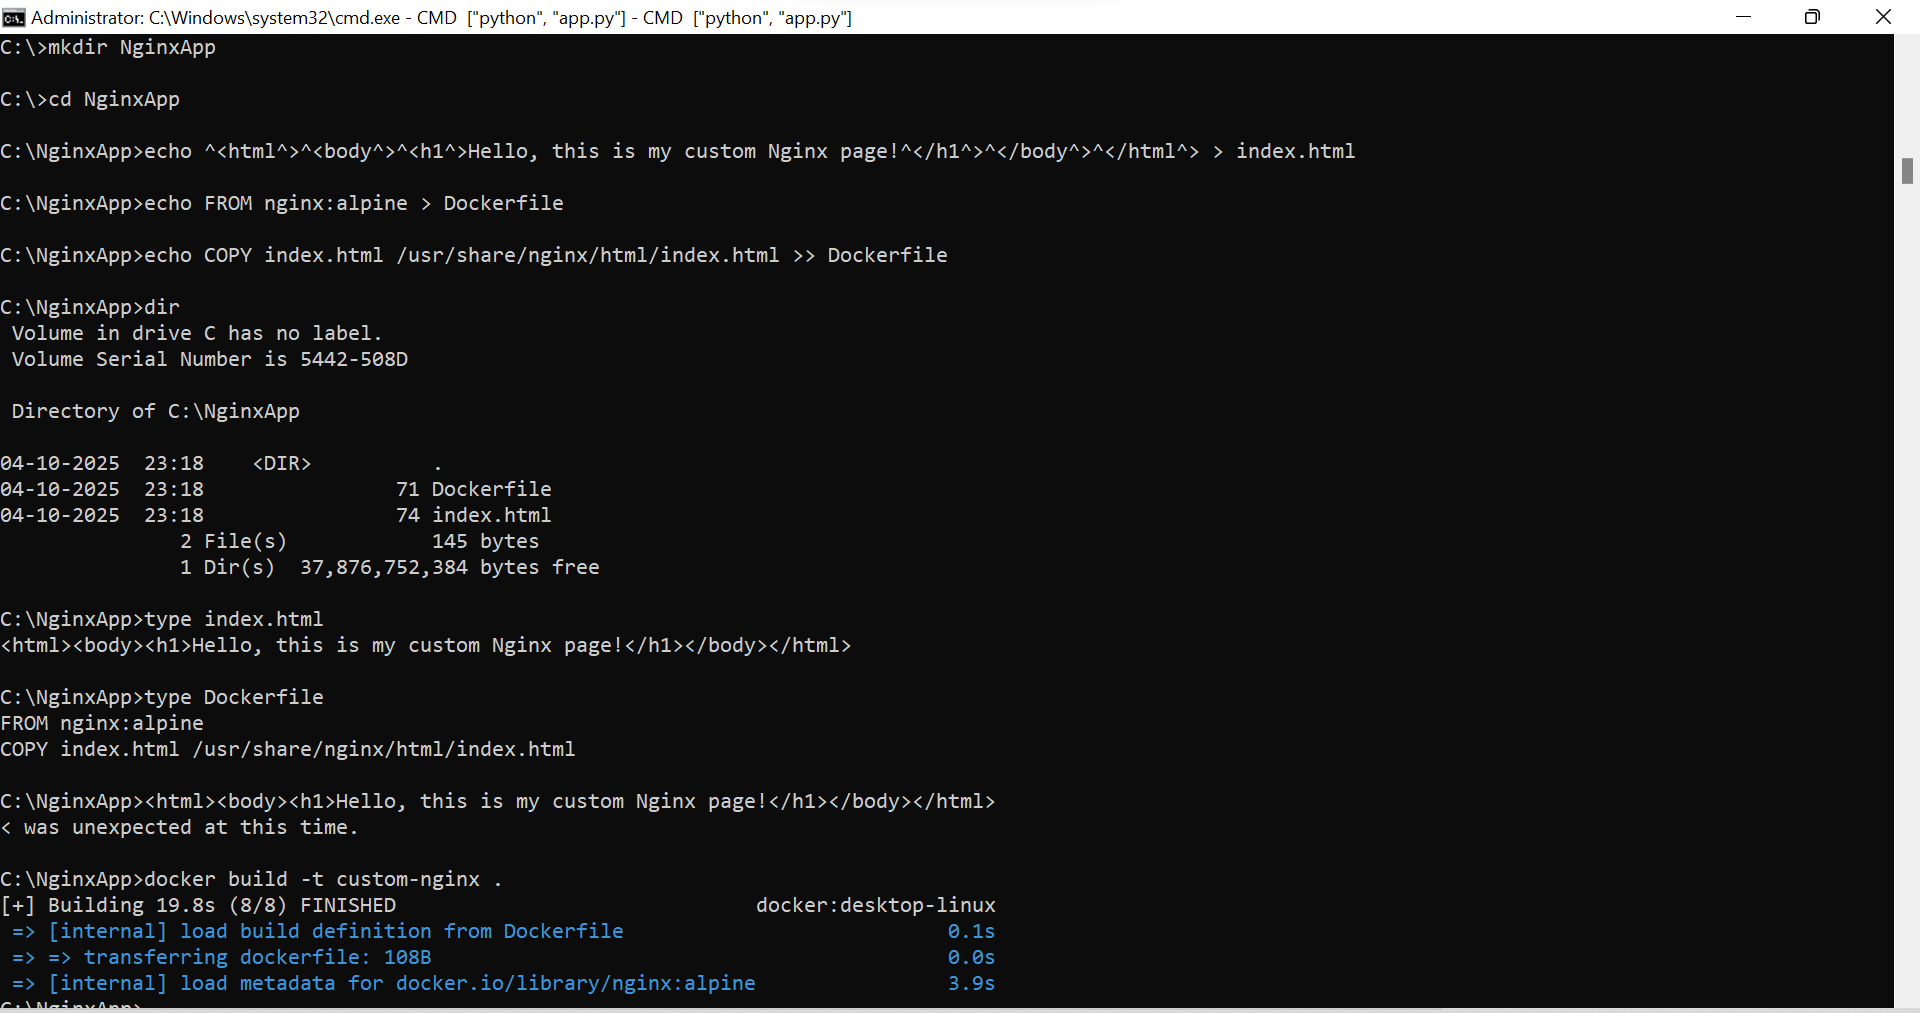 Administrator: C:\Windows\system32\cmd.exe - CMD  ["python", "app.py"] - CMD  ["python", "app.py"]
C:\>mkdir NginxApp
C:\>cd NginxApp
C:\NginxApp>echo ^<html^>^<body^>^<h1^>Hello, this is my custom Nginx page!^</h1^>^</body^>^</html^> > index.html
C:\NginxApp>echo FROM nginx:alpine > Dockerfile
C:\NginxApp>echo COPY index.html /usr/share/nginx/html/index.html >> Dockerfile
C:\NginxApp>dir
 Volume in drive C has no label.
 Volume Serial Number is 5442-508D
 Directory of C:\NginxApp
04-10-2025  23:18    <DIR>          .
04-10-2025  23:18                71 Dockerfile
04-10-2025  23:18                74 index.html
               2 File(s)            145 bytes
               1 Dir(s)  37,876,752,384 bytes free
C:\NginxApp>type index.html
<html><body><h1>Hello, this is my custom Nginx page!</h1></body></html>
C:\NginxApp>type Dockerfile
FROM nginx:alpine
COPY index.html /usr/share/nginx/html/index.html
C:\NginxApp><html><body><h1>Hello, this is my custom Nginx page!</h1></body></html>
< was unexpected at this time.
C:\NginxApp>docker build -t custom-nginx .
[+] Building 19.8s (8/8) FINISHED                              docker:desktop-linux
 => [internal] load build definition from Dockerfile                           0.1s
 => => transferring dockerfile: 108B                                           0.0s
 => [internal] load metadata for docker.io/library/nginx:alpine                3.9s
C:\NginxApp>